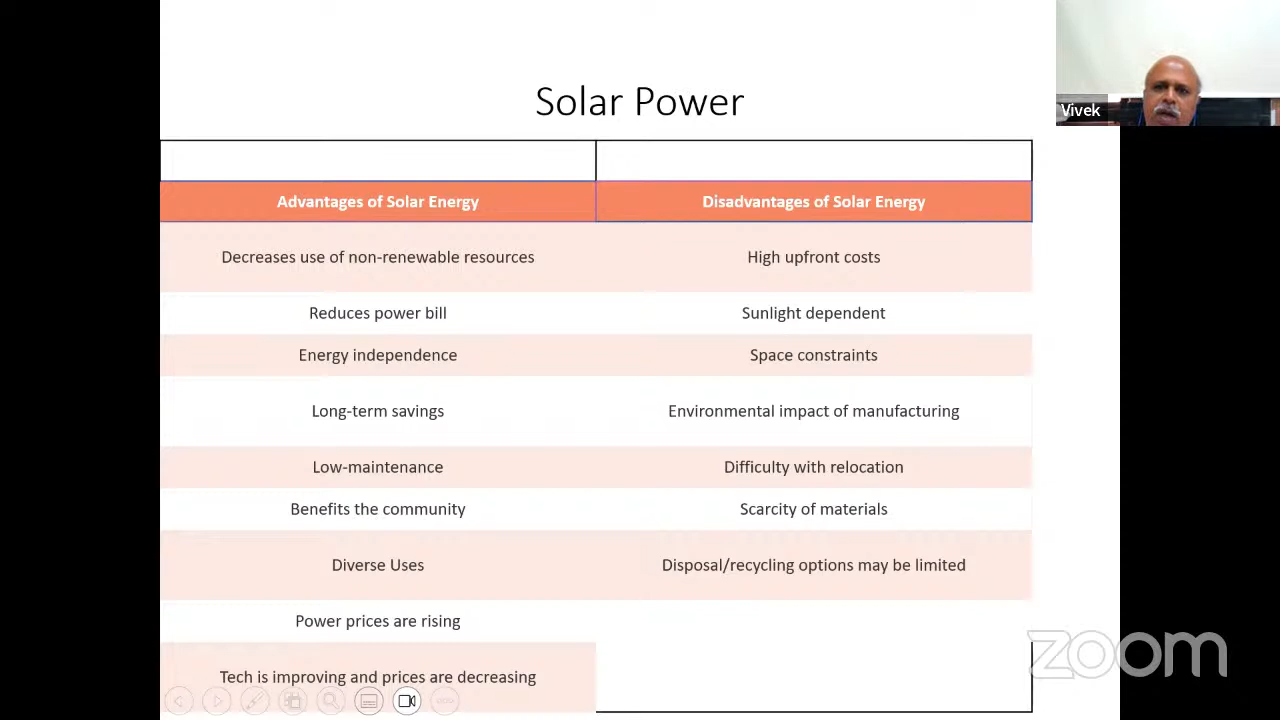 Solar Power
Vivek
Advantages of Solar Energy
Disadvantages of Solar Energy
Decreases use of non-renewable resources
High upfront costs
Reduces power bill
Sunlight dependent
Energy independence
Space constraints
Long-term savings
Environmental impact of manufacturing
Low-maintenance
Difficulty with relocation
Benefits the community
Scarcity of materials
Diverse Uses
Disposal/recycling options may be limited
Power prices are rising
Tech is improving and prices are decreasing
zoom